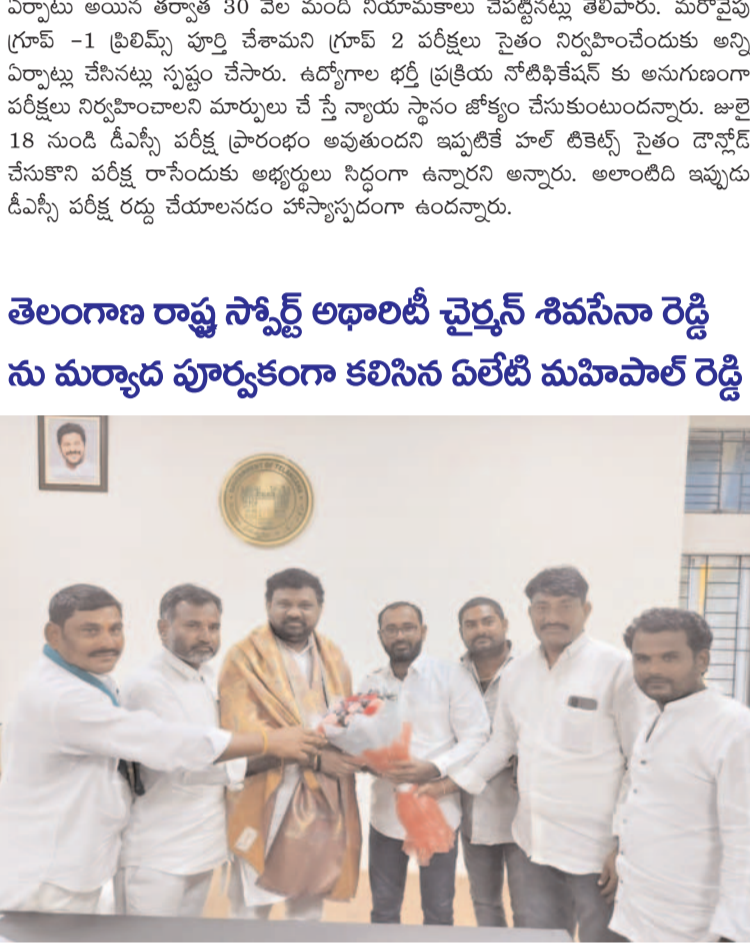 ఏర్పాటు అయిన తర్వాత 30 వేల మంది నియామకాలు చేపట్టినట్లు తెలిపారు. మరోవైపు
గ్రూప్ -1 ప్రిలిమ్స్ పూర్తి చేశామని గ్రూప్ 2 పరీక్షలు సైతం నిర్వహించేందుకు అన్ని
ఏర్పాట్లు చేసినట్లు స్పష్టం చేసారు. ఉద్యోగాల భర్తీ ప్రక్రియ నోటిఫికేషన్ కు అనుగుణంగా
పరీక్షలు నిర్వహించాలని మార్పులు చే స్తే న్యాయ స్థానం జోక్యం చేసుకుంటుందన్నారు. జులై
18 నుండి డీఎస్సీ పరీక్ష ప్రారంభం అవుతుందని ఇప్పటికే హల్ టికెట్స్ సైతం డౌన్లోడ్
చేసుకొని పరీక్ష రాసేందుకు అభ్యర్థులు సిద్ధంగా ఉన్నారని అన్నారు. అలాంటిది ఇప్పుడు
డీఎస్సీ పరీక్ష రద్దు చేయాలనడం హాస్యాస్పదంగా ఉందన్నారు.
తెలంగాణ రాష్ట్ర స్పోర్ట్ అథారిటీ చైర్మన్ శివసేనా రెడ్డి
ను మర్యాద పూర్వకంగా కలిసిన ఏలేటి మహిపాల్ రెడ్డి
GOVERNMENT OF TELANGANA